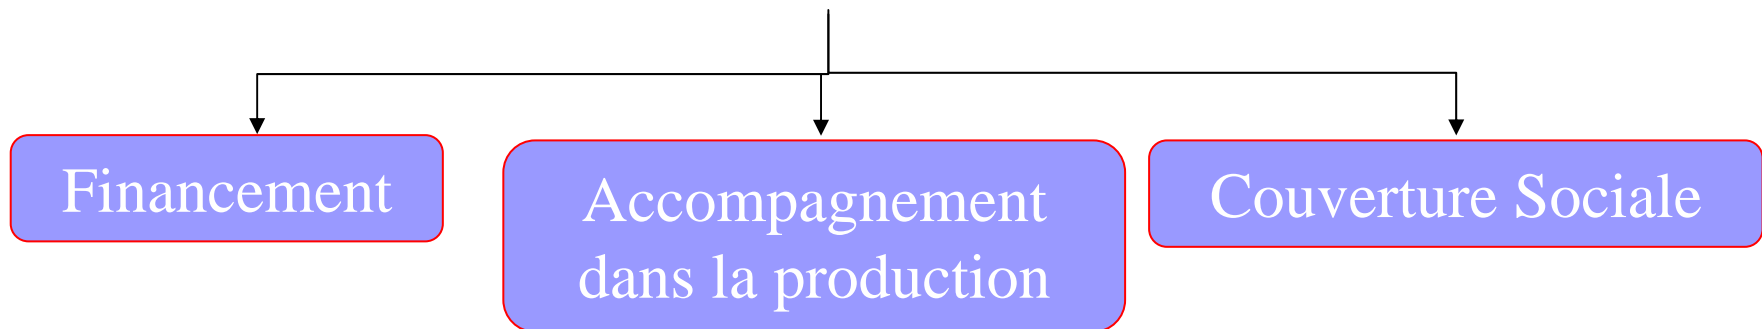 Financement
Accompagnement
dans la production
Couverture Sociale